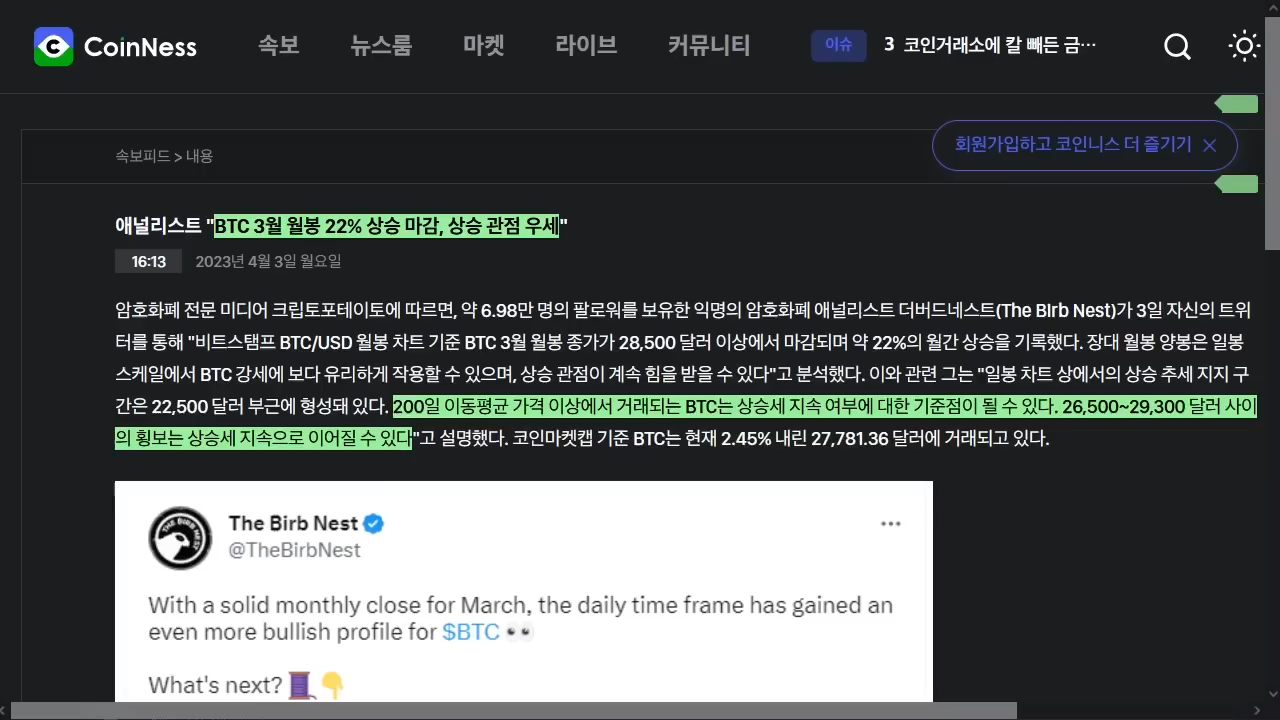 CoinNess 속보 뉴스룸 마켓 라이브 커뮤니티 이슈 3 코인거래소에 칼 빼든 금…
속보피드 > 내용
회원가입하고 코인니스 더 즐기기
애널리스트 "BTC 3월 월봉 22% 상승 마감, 상승 관점 우세"
16:13 2023년 4월 3일 월요일
암호화폐 전문 미디어 크립토포테이토에 따르면, 약 6.98만 명의 팔로워를 보유한 익명의 암호화폐 애널리스트 더버드네스트(The BIrb Nest)가 3일 자신의 트위
터를 통해 "비트스탬프 BTC/USD 월봉 차트 기준 BTC 3월 월봉 종가가 28,500 달러 이상에서 마감되며 약 22%의 월간 상승을 기록했다. 장대 월봉 양봉은 일봉
스케일에서 BTC 강세에 보다 유리하게 작용할 수 있으며, 상승 관점이 계속 힘을 받을 수 있다"고 분석했다. 이와 관련 그는 "일봉 차트 상에서의 상승 추세 지지 구
간은 22,500 달러 부근에 형성돼 있다. 200일 이동평균 가격 이상에서 거래되는 BTC는 상승세 지속 여부에 대한 기준점이 될 수 있다. 26,500~29,300 달러 사이
의 횡보는 상승세 지속으로 이어질 수 있다"고 설명했다. 코인마켓캡 기준 BTC는 현재 2.45% 내린 27,781.36 달러에 거래되고 있다.
THE BIRB NEST
The Birb Nest
@TheBirbNest
With a solid monthly close for March, the daily time frame has gained an
even more bullish profile for $BTC 👀
What's next? 🧵👇